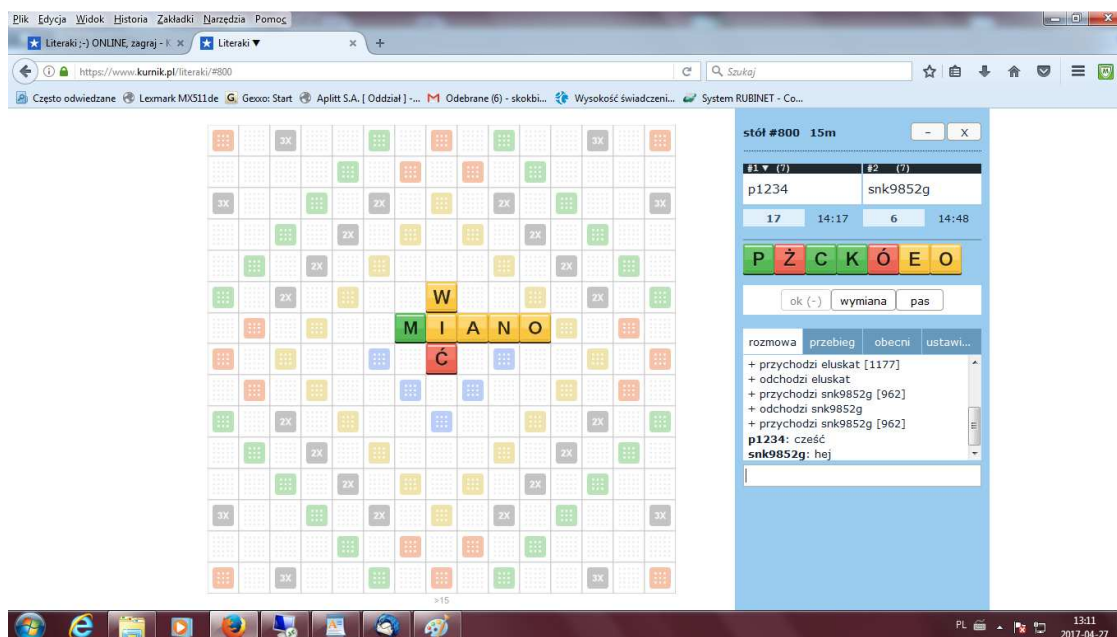 Plik Edycja Widok Historia Zakładki Narzędzia Pomoc
Literaki ;-) ONLINE, zagraj - K × Literaki ▼ × +
https://www.kurnik.pl/literaki/#800 Szukaj
Często odwiedzane Lexmark MX511de Gexxo: Start Aplitt S.A. [ Oddział ] -... Odebrane (6) - skokbi... Wysokość świadczeni... System RUBINET - Co...
stół #800 15m - X
#1 ▼ (7) #2 (7)
p1234 snk9852g
17 14:17 6 14:48
P Ż C K Ó E O
ok (-) wymiana pas
rozmowa przebieg obecni ustawi...
+ przychodzi eluskat [1177]
+ odchodzi eluskat
+ przychodzi snk9852g [962]
+ odchodzi snk9852g
+ przychodzi snk9852g [962]
p1234: cześć
snk9852g: hej
3X 3X
3X 2X 2X 3X
2X 2X
2X 2X
2X W 2X
M I A N O
Ć
2X 2X
2X 2X
2X 2X
3X 2X 2X 3X
3X 3X
>15
PL 13:11
2017-04-27